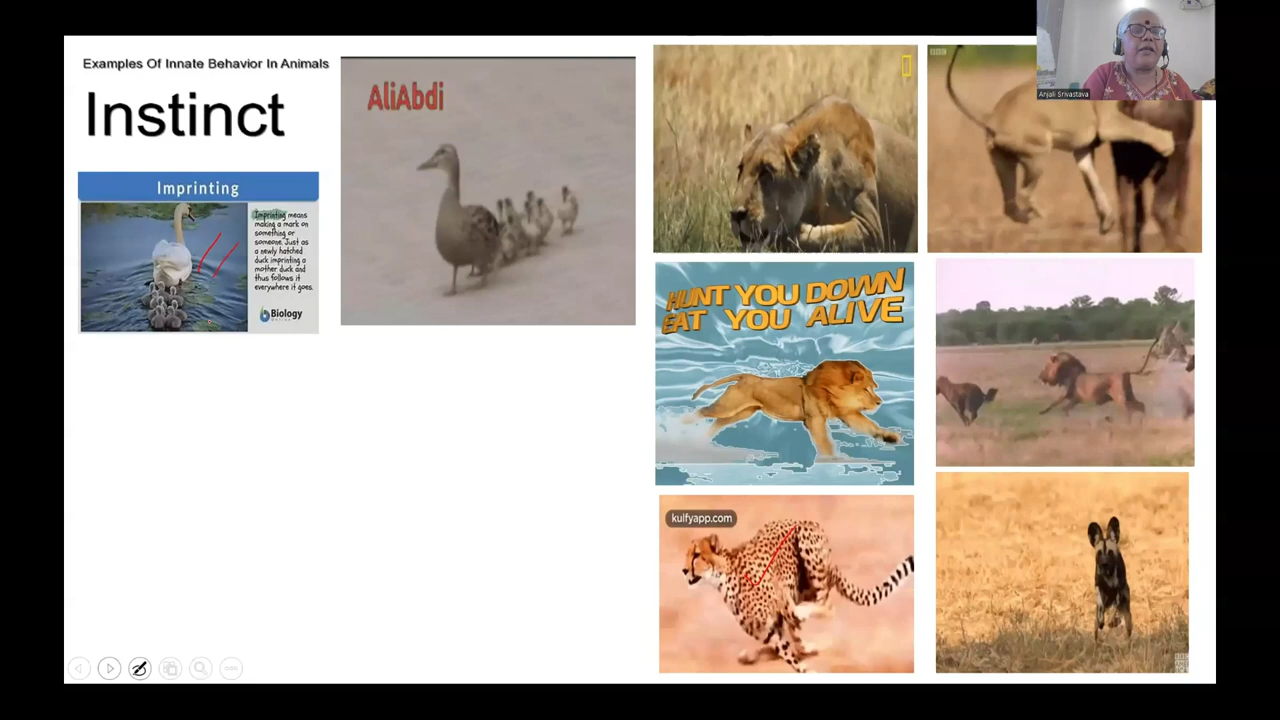 Examples Of Innate Behavior In Animals
Instinct
Imprinting
Imprinting means
making a mark on
something or
someone. Just as
a newly hatched
duck imprinting a
mother duck and
thus follows it
everywhere it goes.
Biology
AliAbdi
HUNT YOU DOWN
EAT YOU ALIVE
kulfyapp.com
BBC
Anjali Srivastava